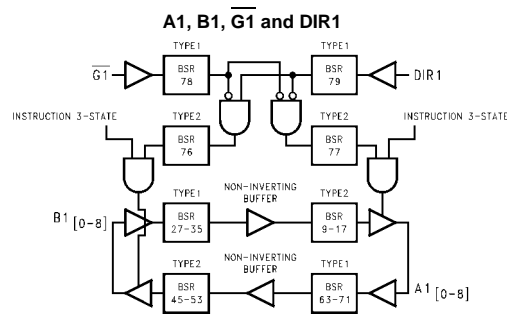 A1, B1, G1 and DIR1
TYPE1
TYPE1
G1
BSR
78
BSR
79
DIR1
INSTRUCTION 3-STATE
TYPE2
TYPE2
INSTRUCTION 3-STATE
BSR
76
BSR
77
TYPE1
NON-INVERTING
BUFFER
TYPE2
B1 [0-8]
BSR
27-35
BSR
9-17
TYPE2
NON-INVERTING
BUFFER
TYPE1
BSR
45-53
BSR
63-71
A1 [0-8]